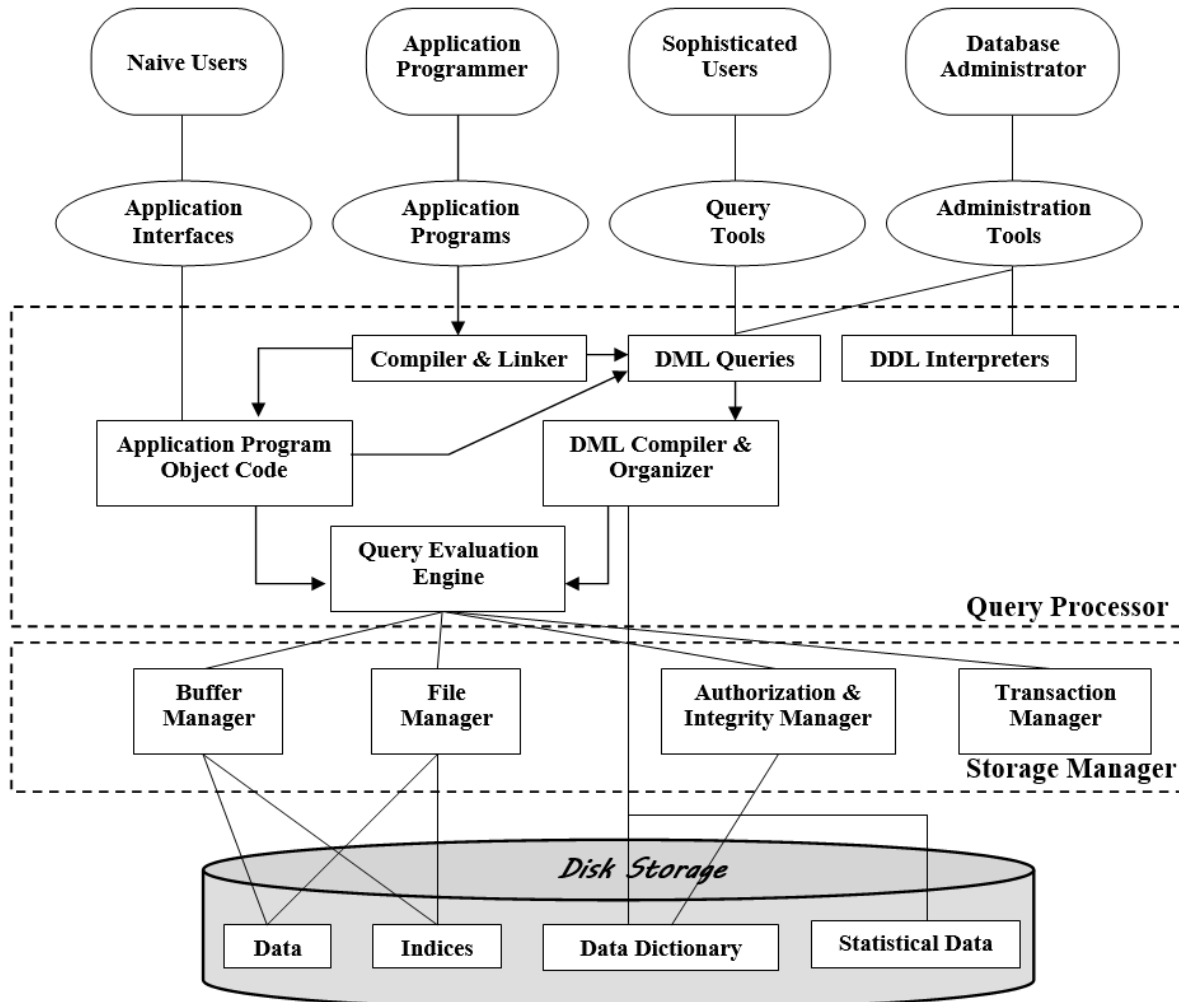 Naive Users
Application
Programmer
Sophisticated
Users
Database
Administrator
Application
Interfaces
Application
Programs
Query
Tools
Administration
Tools
Compiler & Linker
DML Queries
DDL Interpreters
Application Program
Object Code
DML Compiler &
Organizer
Query Evaluation
Engine
Query Processor
Buffer
Manager
File
Manager
Authorization &
Integrity Manager
Transaction
Manager
Storage Manager
Disk Storage
Data
Indices
Data Dictionary
Statistical Data